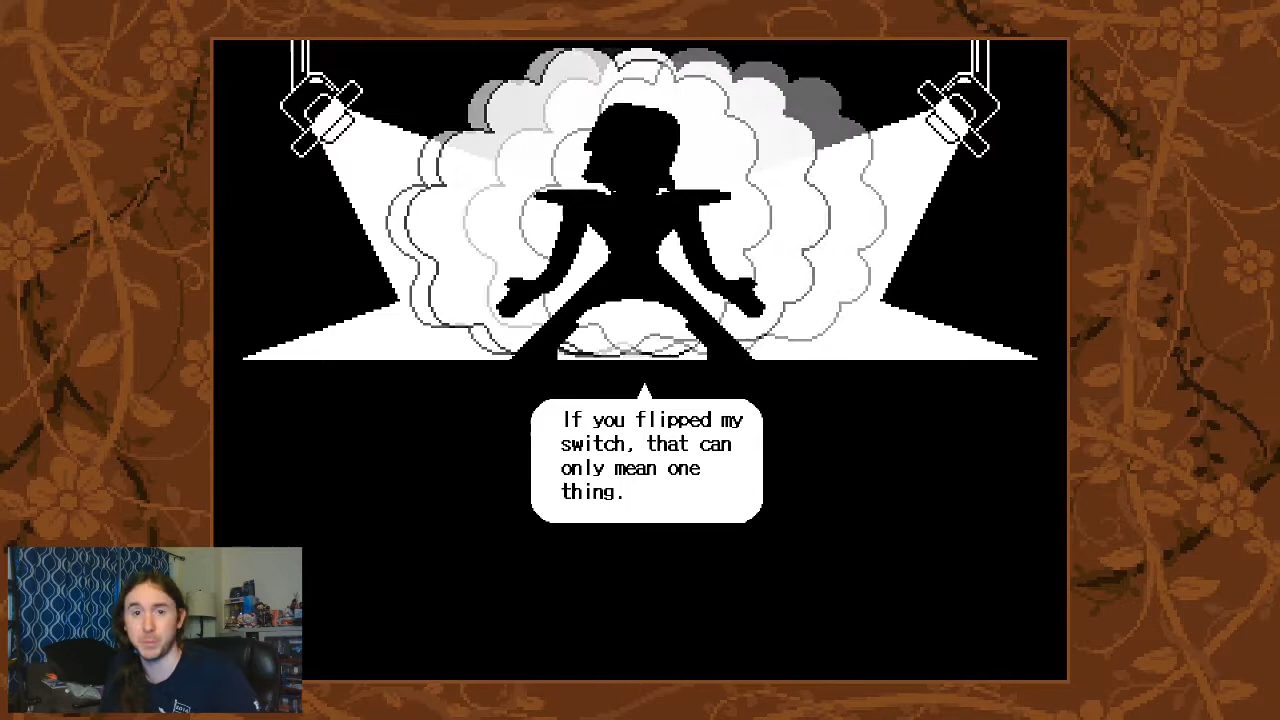 If you flipped my
switch, that can
only mean one
thing.